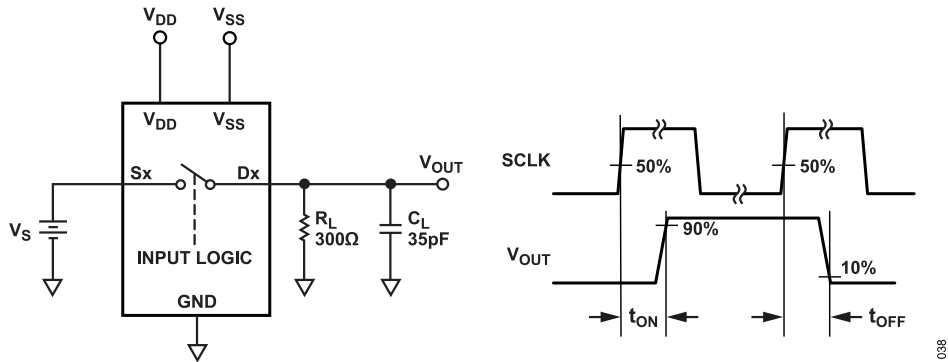 VDD
VSS
VDD
VSS
Sx
Dx
VOUT
VS
RL
300Ω
CL
35pF
INPUT LOGIC
GND
SCLK
50%
50%
VOUT
90%
10%
tON
tOFF
038